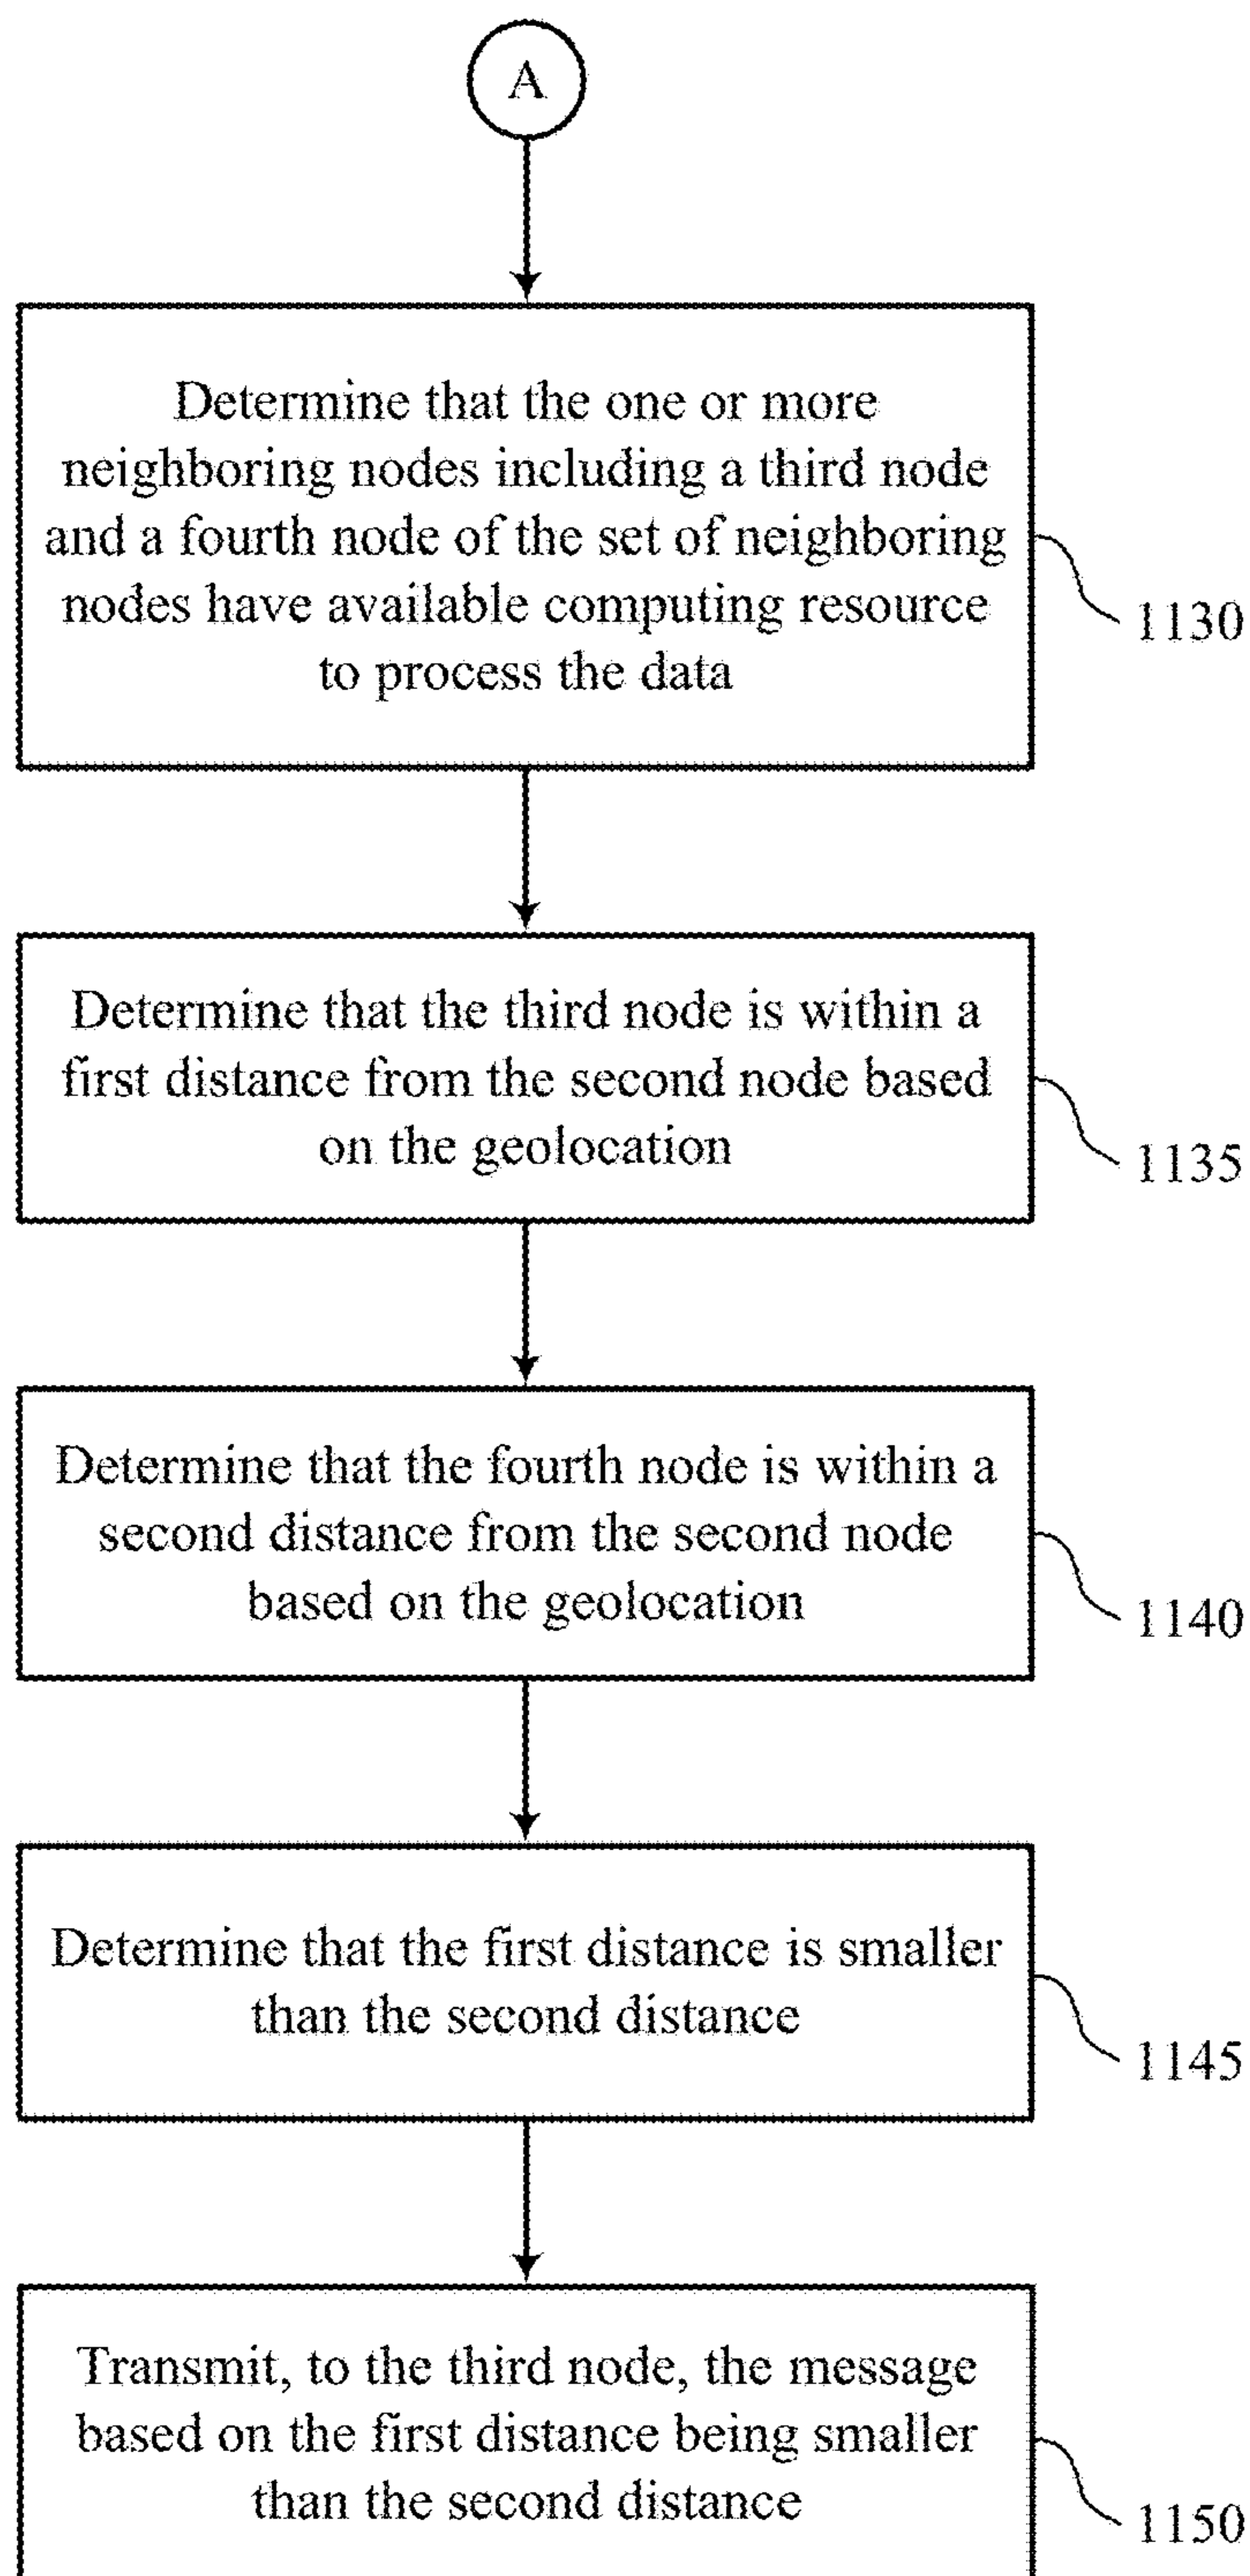 A
Determine that the one or more
neighboring nodes including a third node
and a fourth node of the set of neighboring
nodes have available computing resource
to process the data
1130
Determine that the third node is within a
first distance from the second node based
on the geolocation
1135
Determine that the fourth node is within a
second distance from the second node
based on the geolocation
1140
Determine that the first distance is smaller
than the second distance
1145
Transmit, to the third node, the message
based on the first distance being smaller
than the second distance
1150